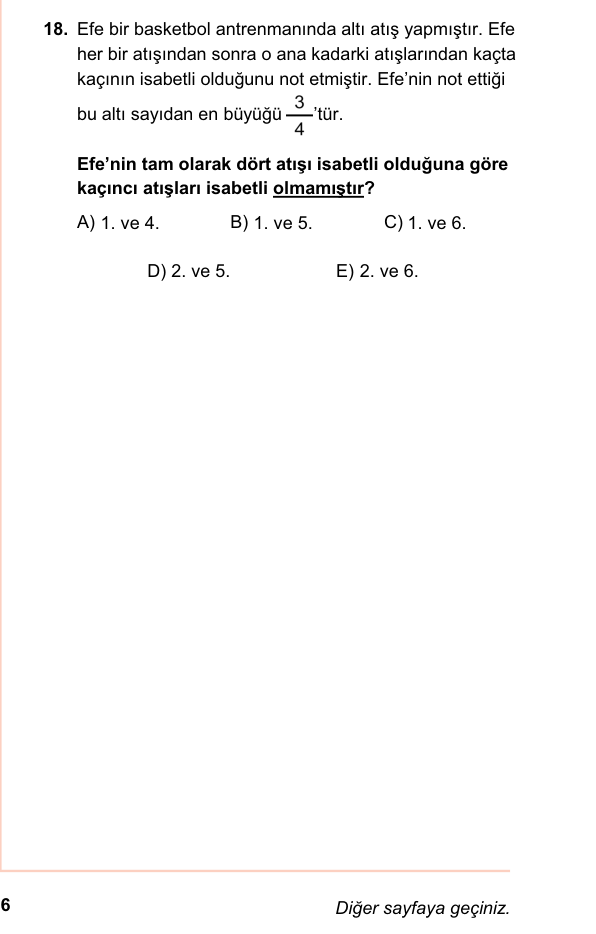 18. Efe bir basketbol antrenmanında altı atış yapmıştır. Efe
her bir atışından sonra o ana kadarki atışlarından kaçta
kaçının isabetli olduğunu not etmiştir. Efe’nin not ettiği
bu altı sayıdan en büyüğü 3/4’tür.
Efe’nin tam olarak dört atışı isabetli olduğuna göre
kaçıncı atışları isabetli olmamıştır?
A) 1. ve 4. B) 1. ve 5. C) 1. ve 6.
D) 2. ve 5. E) 2. ve 6.
6 Diğer sayfaya geçiniz.